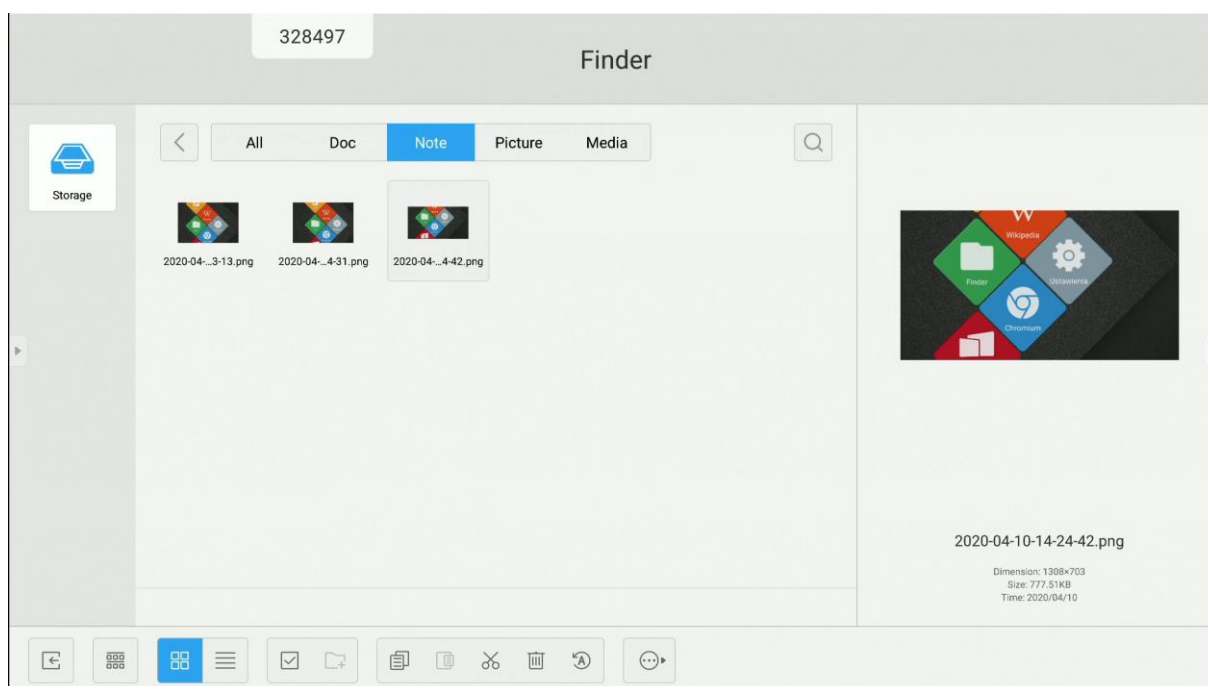 328497
Finder
All Doc Note Picture Media
Storage
2020-04-...3-13.png 2020-04-...4-31.png 2020-04-...4-42.png
W
Wikipedia
Finder
Ustawienia
Chromium
2020-04-10-14-24-42.png
Dimension: 1308×703
Size: 777.51KB
Time: 2020/04/10
A